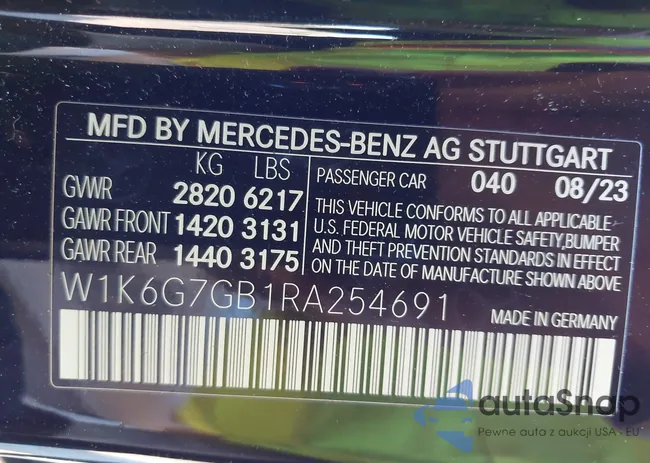 MFD BY MERCEDES-BENZ AG STUTTGART
KG LBS
GVWR 2820 6217
GAWR FRONT 1420 3131
GAWR REAR 1440 3175
PASSENGER CAR 040 08/23
THIS VEHICLE CONFORMS TO ALL APPLICABLE
U.S. FEDERAL MOTOR VEHICLE SAFETY,BUMPER
AND THEFT PREVENTION STANDARDS IN EFFECT
ON THE DATE OF MANUFACTURE SHOWN ABOVE
W1K6G7GB1RA254691
MADE IN GERMANY
autoSnap
Pewne auta z aukcji USA - EU